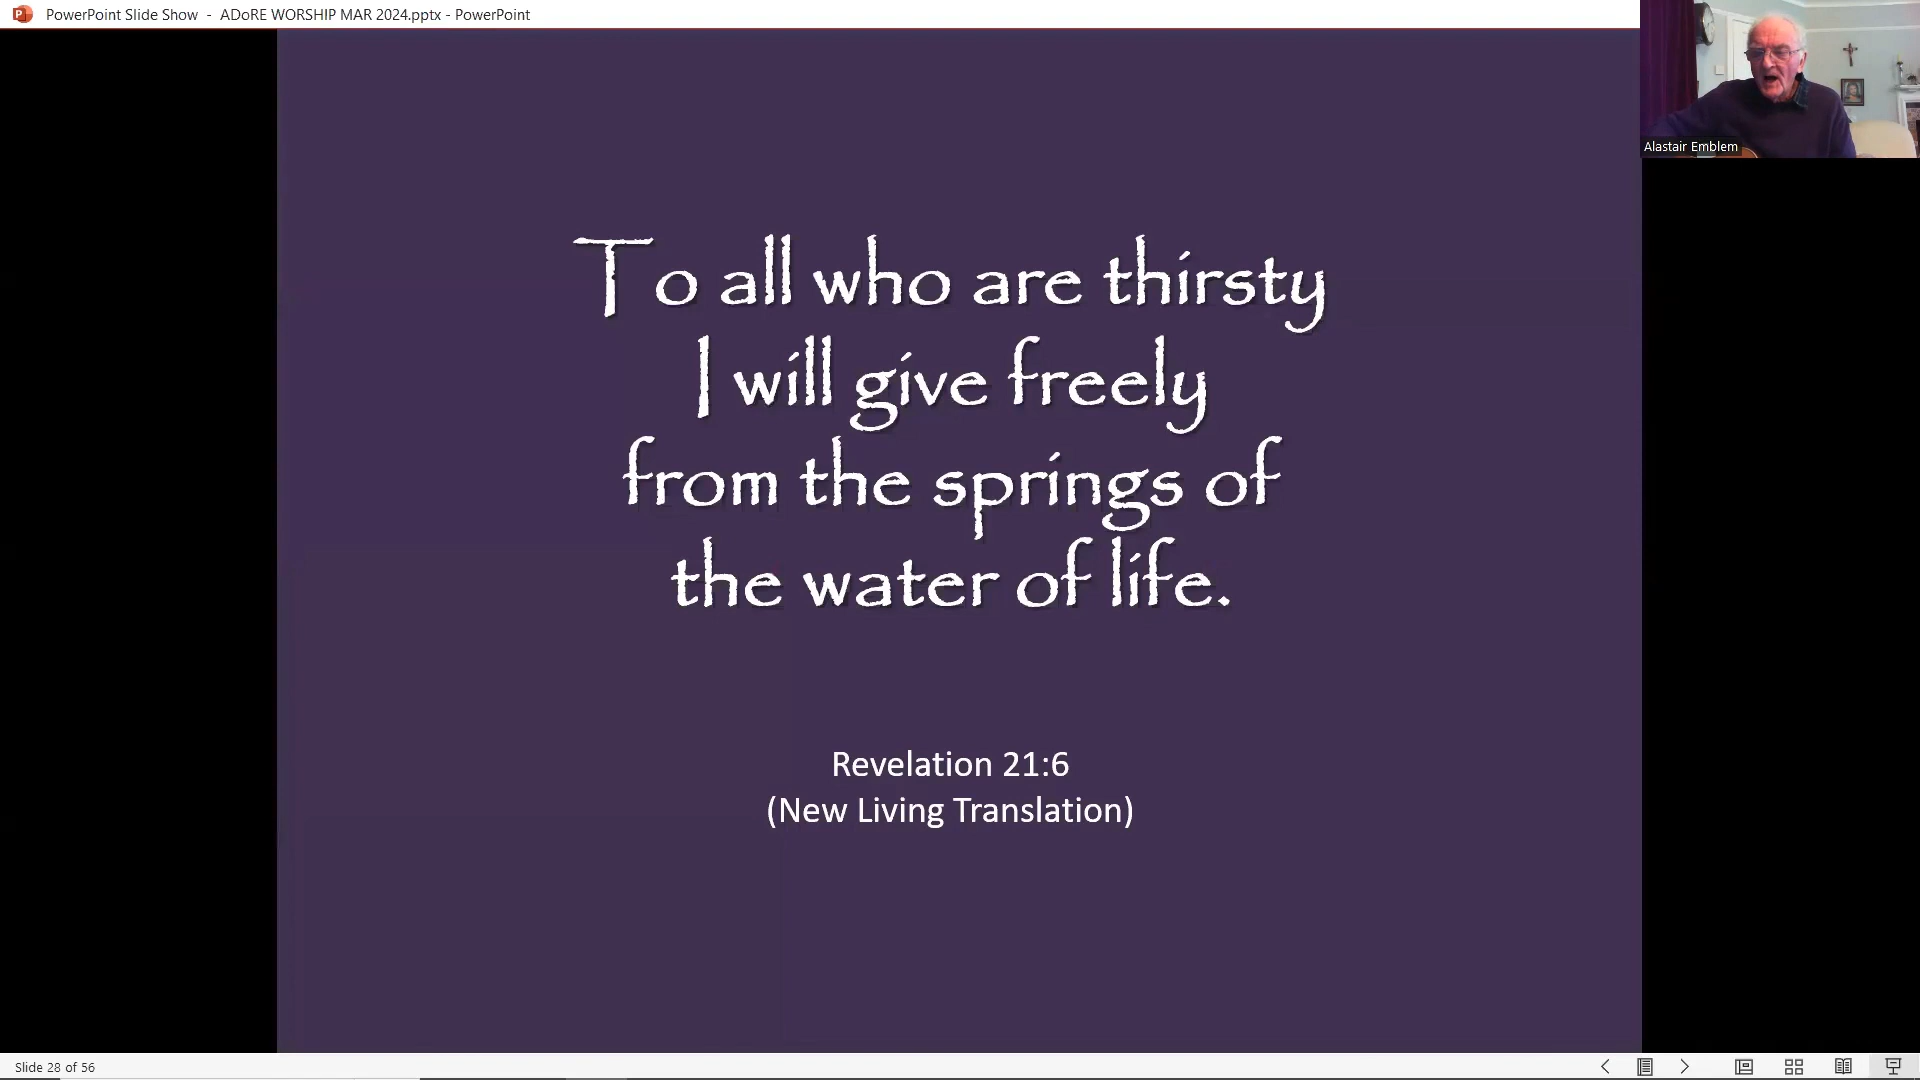 PowerPoint Slide Show - ADoRE WORSHIP MAR 2024.pptx - PowerPoint
Alastair Emblem
To all who are thirsty
I will give freely
from the springs of
the water of life.
Revelation 21:6
(New Living Translation)
Slide 28 of 56